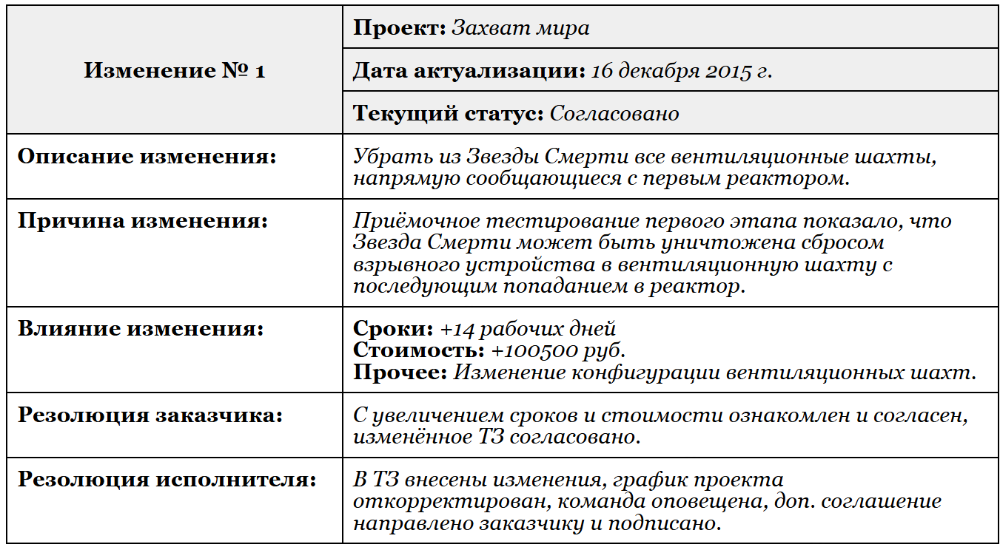 Изменение № 1
Проект: Захват мира
Дата актуализации: 16 декабря 2015 г.
Текущий статус: Согласовано
Описание изменения:
Убрать из Звезды Смерти все вентиляционные шахты,
напрямую сообщающиеся с первым реактором.
Причина изменения:
Приёмочное тестирование первого этапа показало, что
Звезда Смерти может быть уничтожена сбросом
взрывного устройства в вентиляционную шахту с
последующим попаданием в реактор.
Влияние изменения:
Сроки: +14 рабочих дней
Стоимость: +100500 руб.
Прочее: Изменение конфигурации вентиляционных шахт.
Резолюция заказчика:
С увеличением сроков и стоимости ознакомлен и согласен,
изменённое ТЗ согласовано.
Резолюция исполнителя:
В ТЗ внесены изменения, график проекта
откорректирован, команда оповещена, доп. соглашение
направлено заказчику и подписано.